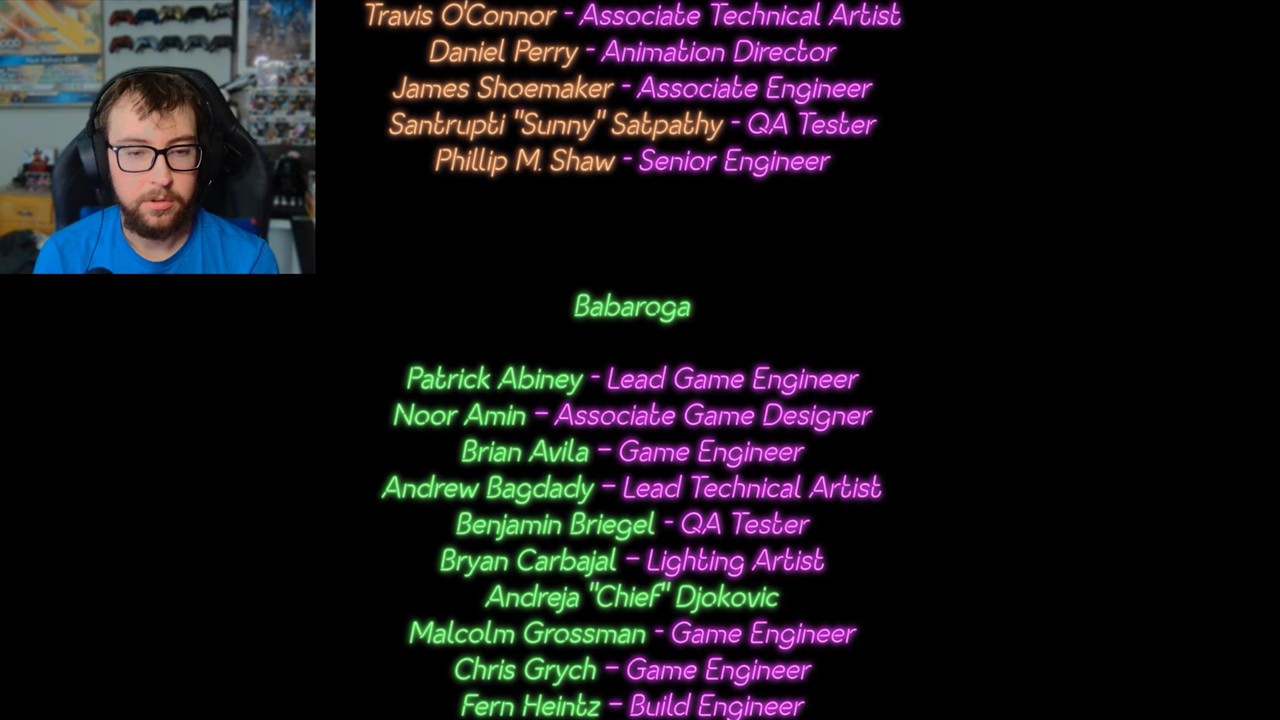 Travis O'Connor - Associate Technical Artist
Daniel Perry - Animation Director
James Shoemaker - Associate Engineer
Santrupti "Sunny" Satpathy - QA Tester
Phillip M. Shaw - Senior Engineer
Babaroga
Patrick Abiney - Lead Game Engineer
Noor Amin – Associate Game Designer
Brian Avila – Game Engineer
Andrew Bagdady – Lead Technical Artist
Benjamin Briegel - QA Tester
Bryan Carbajal – Lighting Artist
Andreja "Chief" Djokovic
Malcolm Grossman - Game Engineer
Chris Grych – Game Engineer
Fern Heintz – Build Engineer